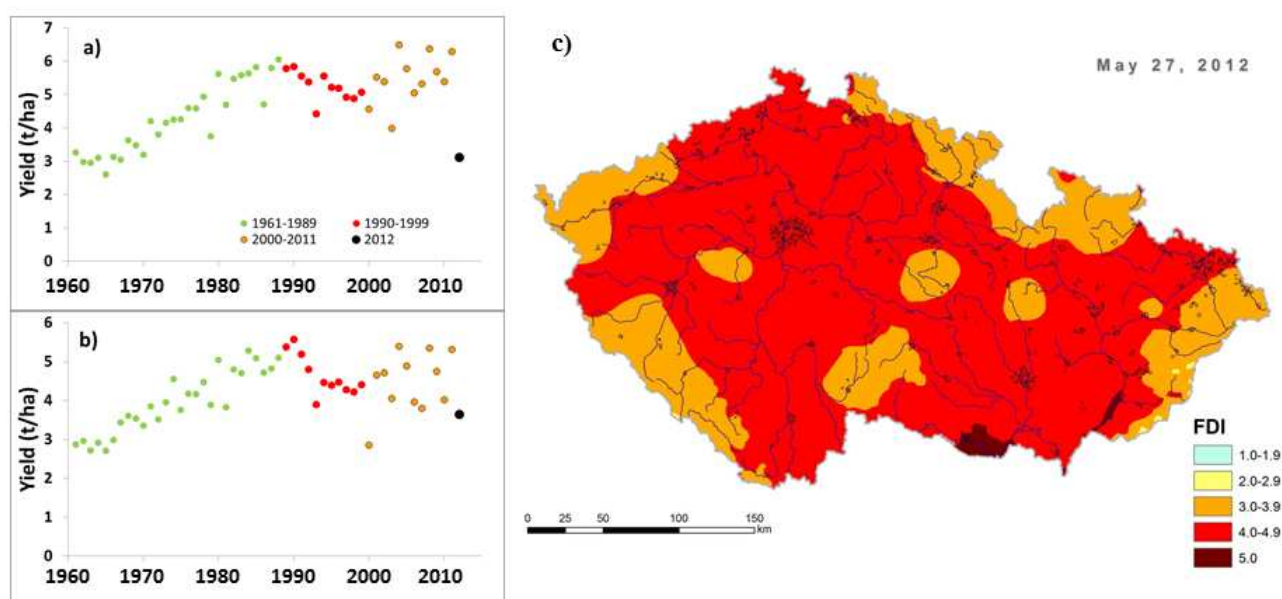 a)
7
6
5
4
3
2
1
0
Yield (t/ha)
1961-1989 1990-1999
2000-2011 2012
1960 1970 1980 1990 2000 2010
b)
6
5
4
3
2
1
0
Yield (t/ha)
1960 1970 1980 1990 2000 2010
c)
May 27, 2012
FDI
1.0-1.9
2.0-2.9
3.0-3.9
4.0-4.9
5.0
0 25 50 100 150
km